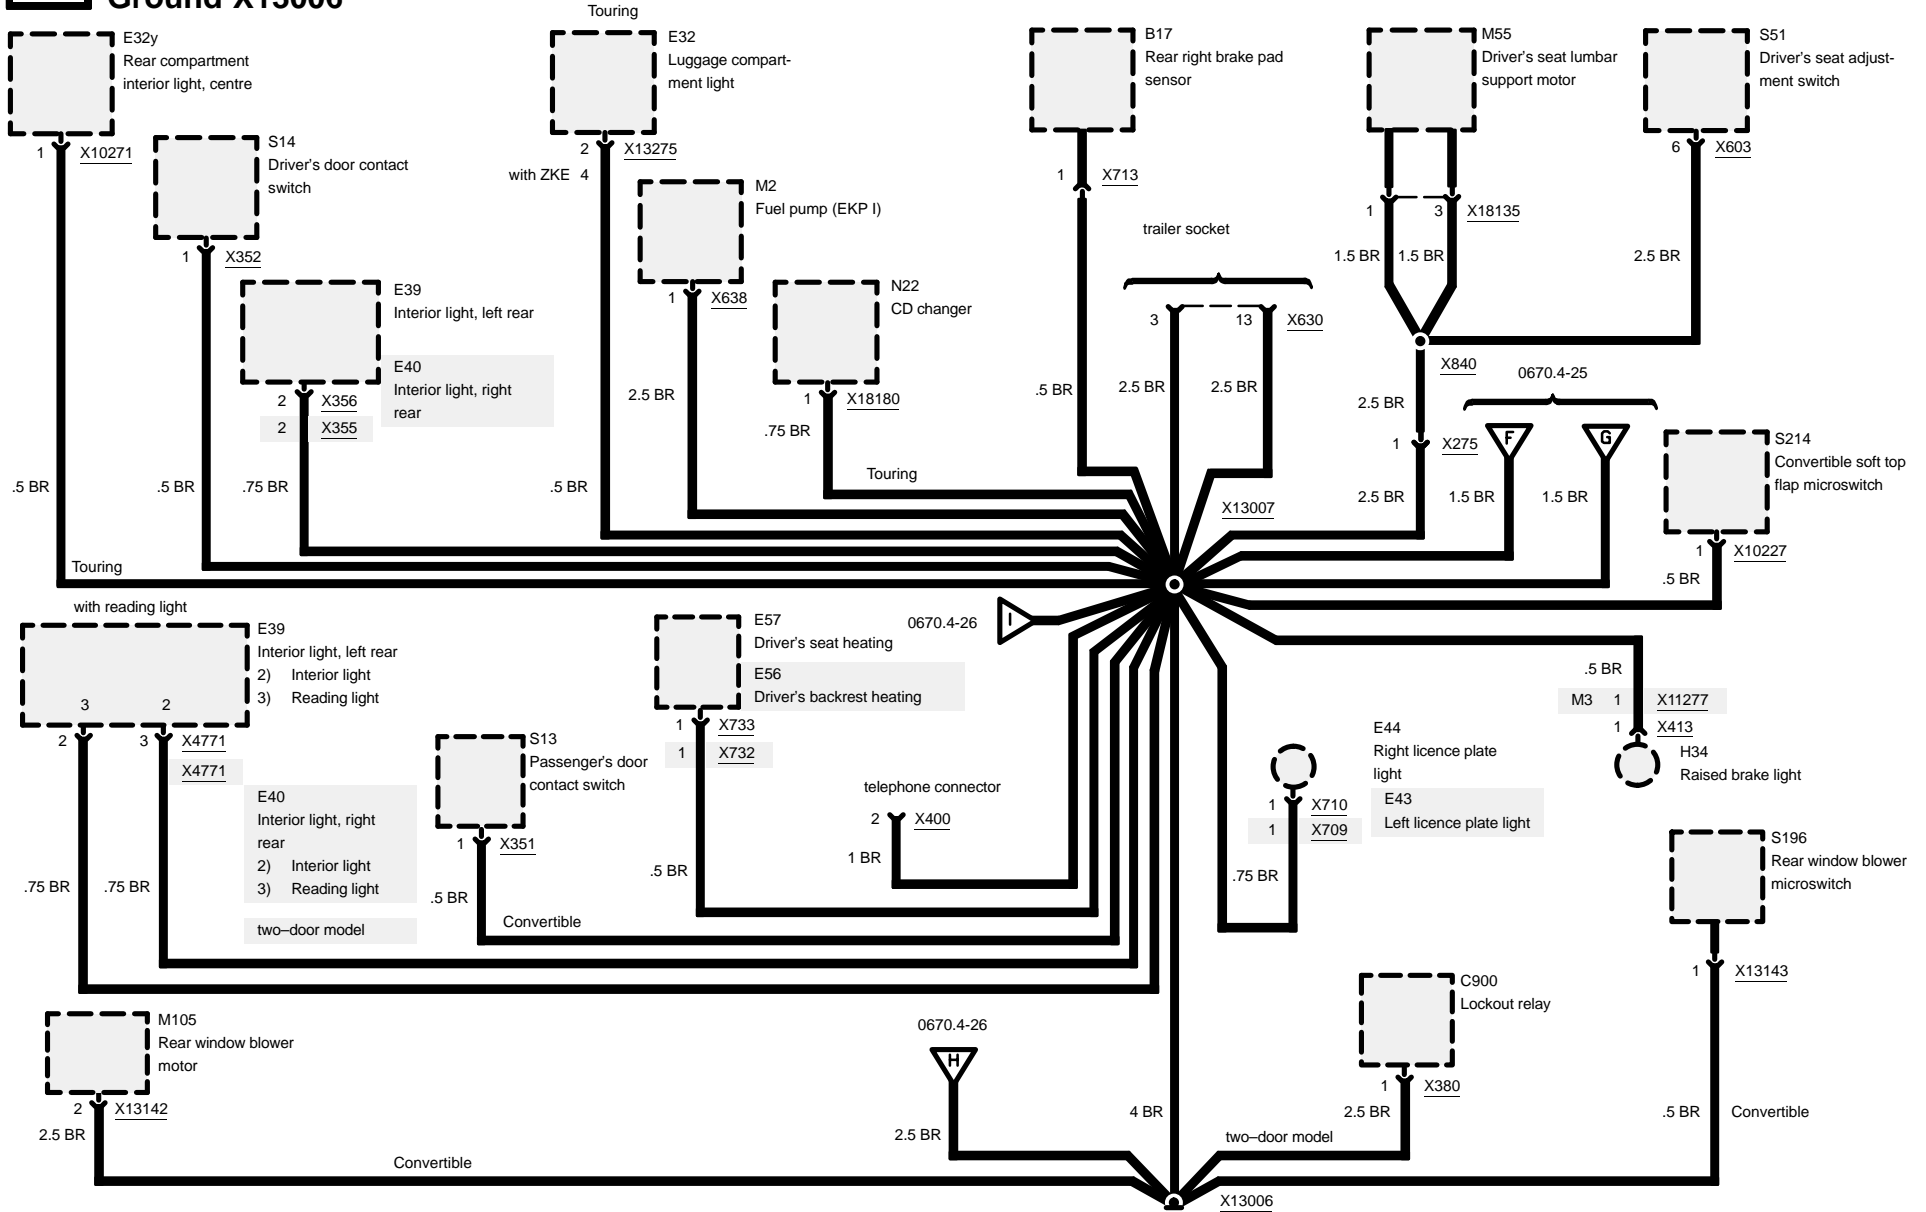 Ground X13006
E32y
Rear compartment
interior light, centre
1 X10271
.5 BR
Touring
S14
Driver's door contact
switch
1 X352
.5 BR
E39
Interior light, left rear
E40
Interior light, right
rear
2 X356
2 X355
.75 BR
Touring
E32
Luggage compart-
ment light
2 X13275
with ZKE 4
.5 BR
M2
Fuel pump (EKP I)
1 X638
2.5 BR
N22
CD changer
1 X18180
.75 BR
Touring
B17
Rear right brake pad
sensor
1 X713
.5 BR
trailer socket
3 13 X630
2.5 BR 2.5 BR
M55
Driver's seat lumbar
support motor
1 3 X18135
1.5 BR 1.5 BR
S51
Driver's seat adjust-
ment switch
6 X603
2.5 BR
X840
2.5 BR
1 X275
2.5 BR
0670.4-25
F G
1.5 BR 1.5 BR
X13007
S214
Convertible soft top
flap microswitch
1 X10227
.5 BR
with reading light
E39
Interior light, left rear
2) Interior light
3) Reading light
3 2
2 3 X4771
X4771
E40
Interior light, right
rear
2) Interior light
3) Reading light
two–door model
.75 BR .75 BR
S13
Passenger's door
contact switch
1 X351
.5 BR
Convertible
E57
Driver's seat heating
E56
Driver's backrest heating
1 X733
1 X732
.5 BR
0670.4-26
I
telephone connector
2 X400
1 BR
E44
Right licence plate
light
E43
Left licence plate light
1 X710
1 X709
.75 BR
.5 BR
M3 1 X11277
1 X413
H34
Raised brake light
S196
Rear window blower
microswitch
1 X13143
.5 BR
Convertible
M105
Rear window blower
motor
2 X13142
2.5 BR
Convertible
0670.4-26
H
2.5 BR
4 BR
C900
Lockout relay
1 X380
2.5 BR
two–door model
X13006